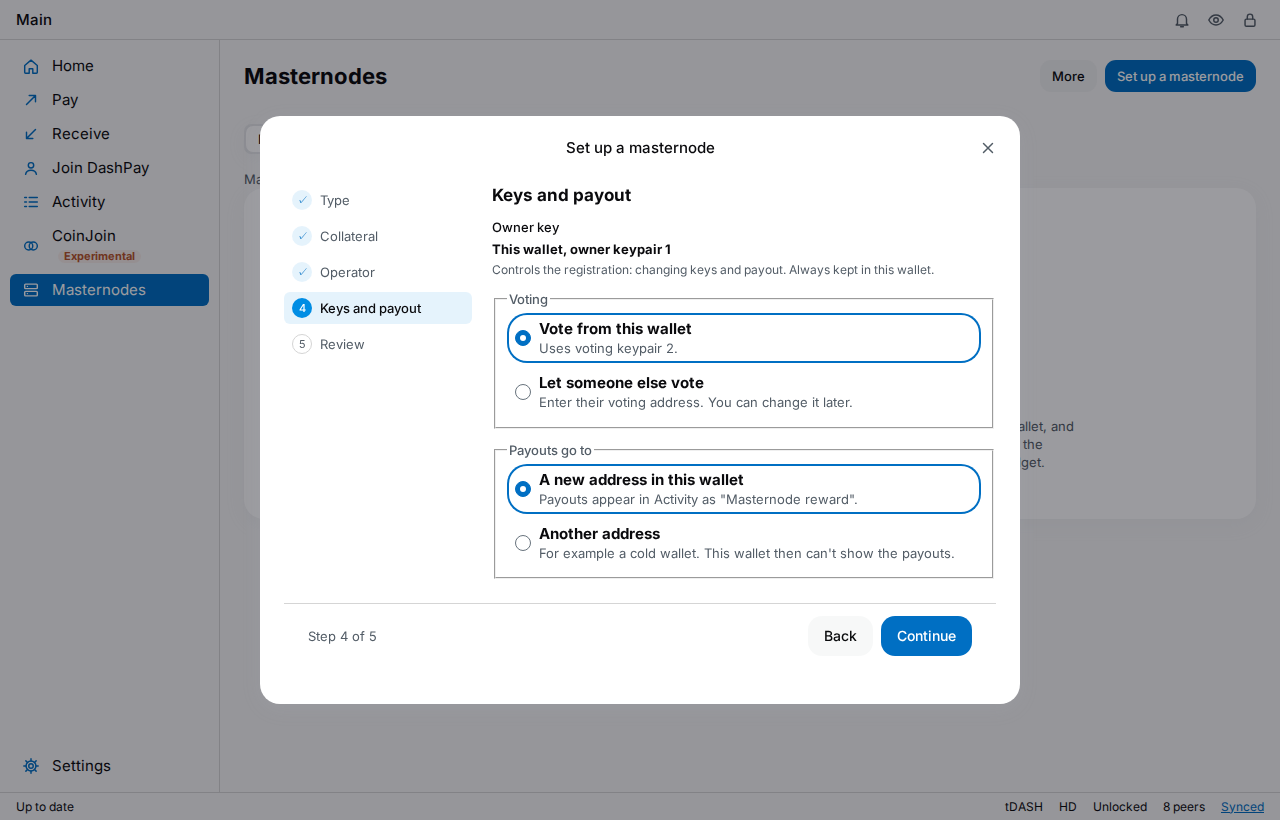 Main
Home
Pay
Receive
Join DashPay
Activity
CoinJoin
Experimental
Masternodes
Settings
Masternodes
More
Set up a masternode
Set up a masternode
✓ Type
✓ Collateral
✓ Operator
4 Keys and payout
5 Review
Keys and payout
Owner key
This wallet, owner keypair 1
Controls the registration: changing keys and payout. Always kept in this wallet.
Voting
Vote from this wallet
Uses voting keypair 2.
Let someone else vote
Enter their voting address. You can change it later.
Payouts go to
A new address in this wallet
Payouts appear in Activity as "Masternode reward".
Another address
For example a cold wallet. This wallet then can't show the payouts.
Step 4 of 5
Back
Continue
and
the
Up to date
tDASH
HD
Unlocked
8 peers
Synced